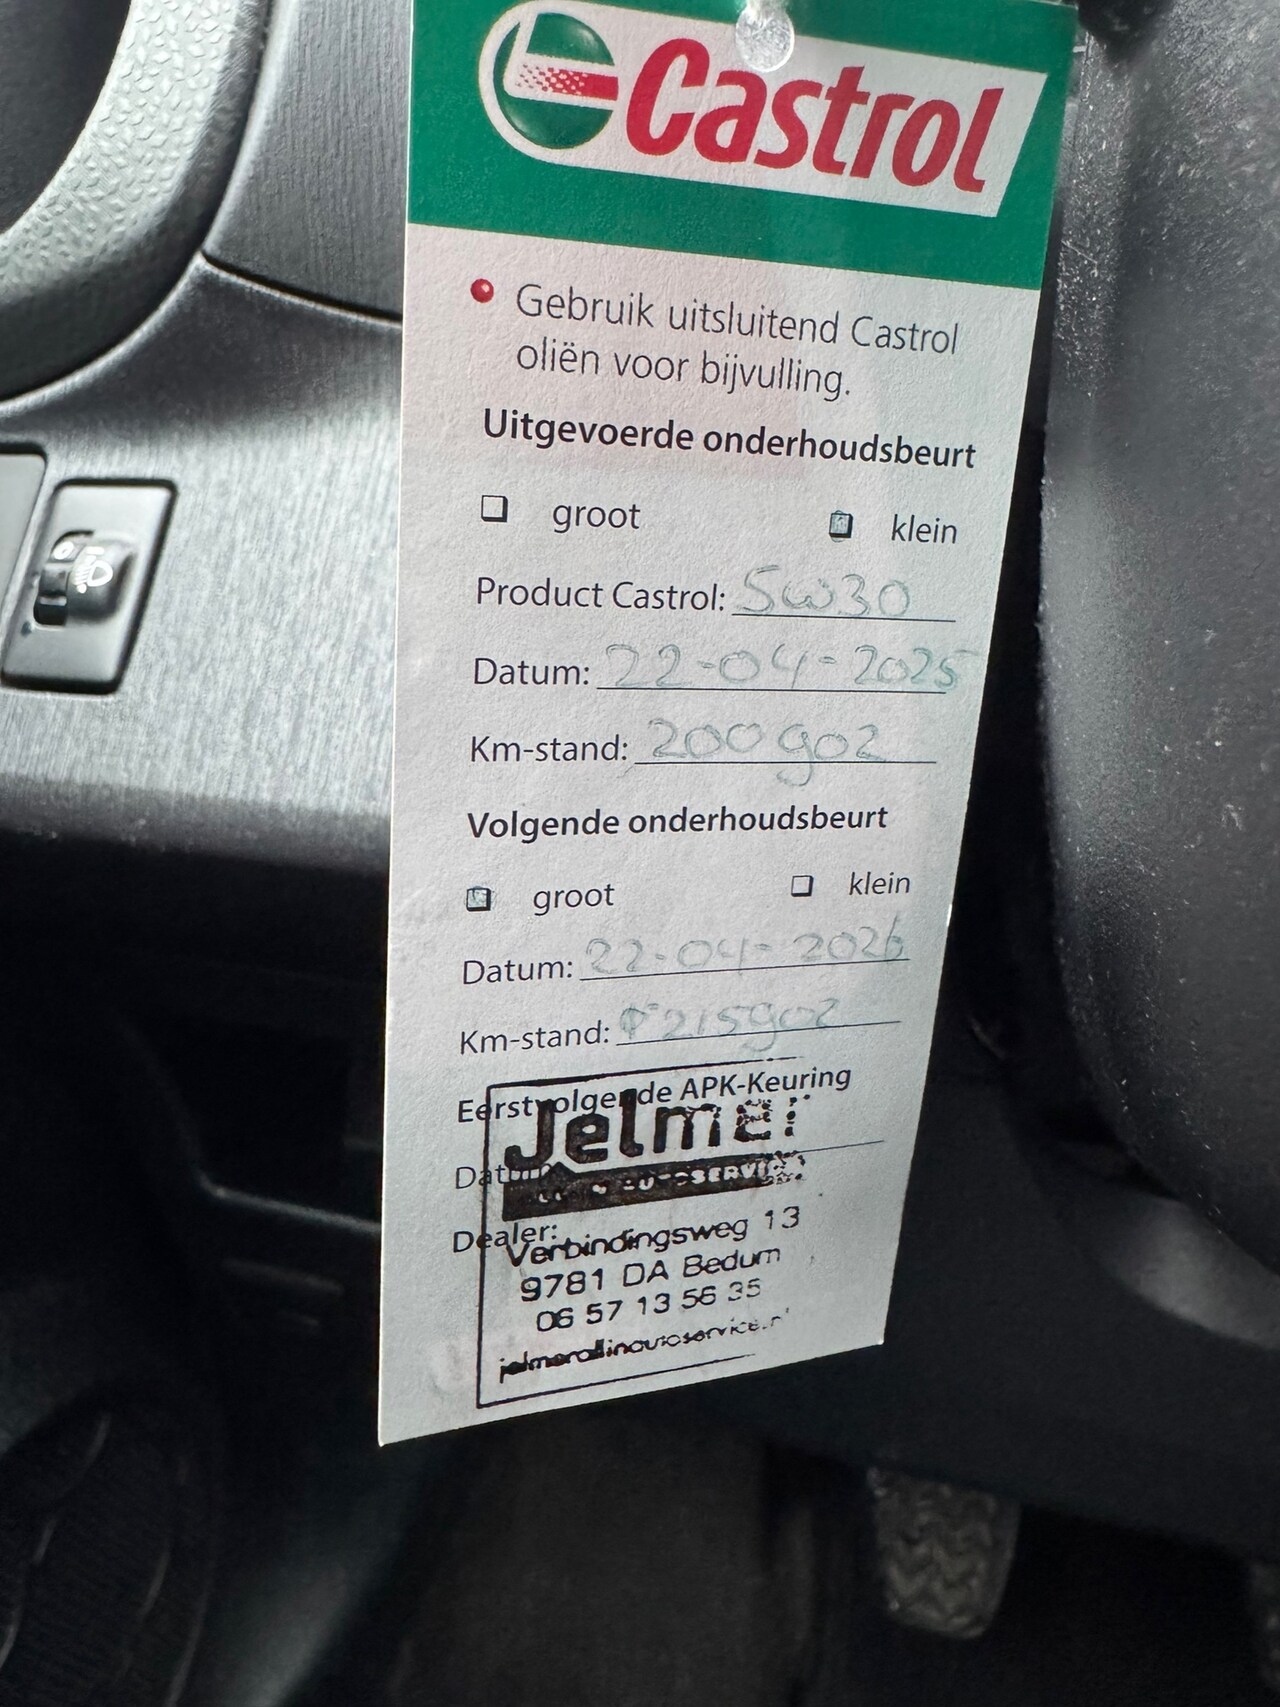 Castrol
Gebruik uitsluitend Castrol
oliën voor bijvulling.
Uitgevoerde onderhoudsbeurt
groot klein
Product Castrol: 5w30
Datum: 22-04-2025
Km-stand: 200902
Volgende onderhoudsbeurt
groot klein
Datum: 22-04-2026
Km-stand: 215902
Eerstvolgende APK-Keuring
Jelmer
Datum
Dealer:
Verbindingsweg 13
9781 DA Bedum
06 57 13 56 35